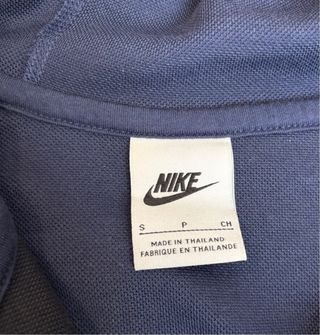 NIKE
S P CH
MADE IN THAILAND
FABRIQUE EN THAILANDE